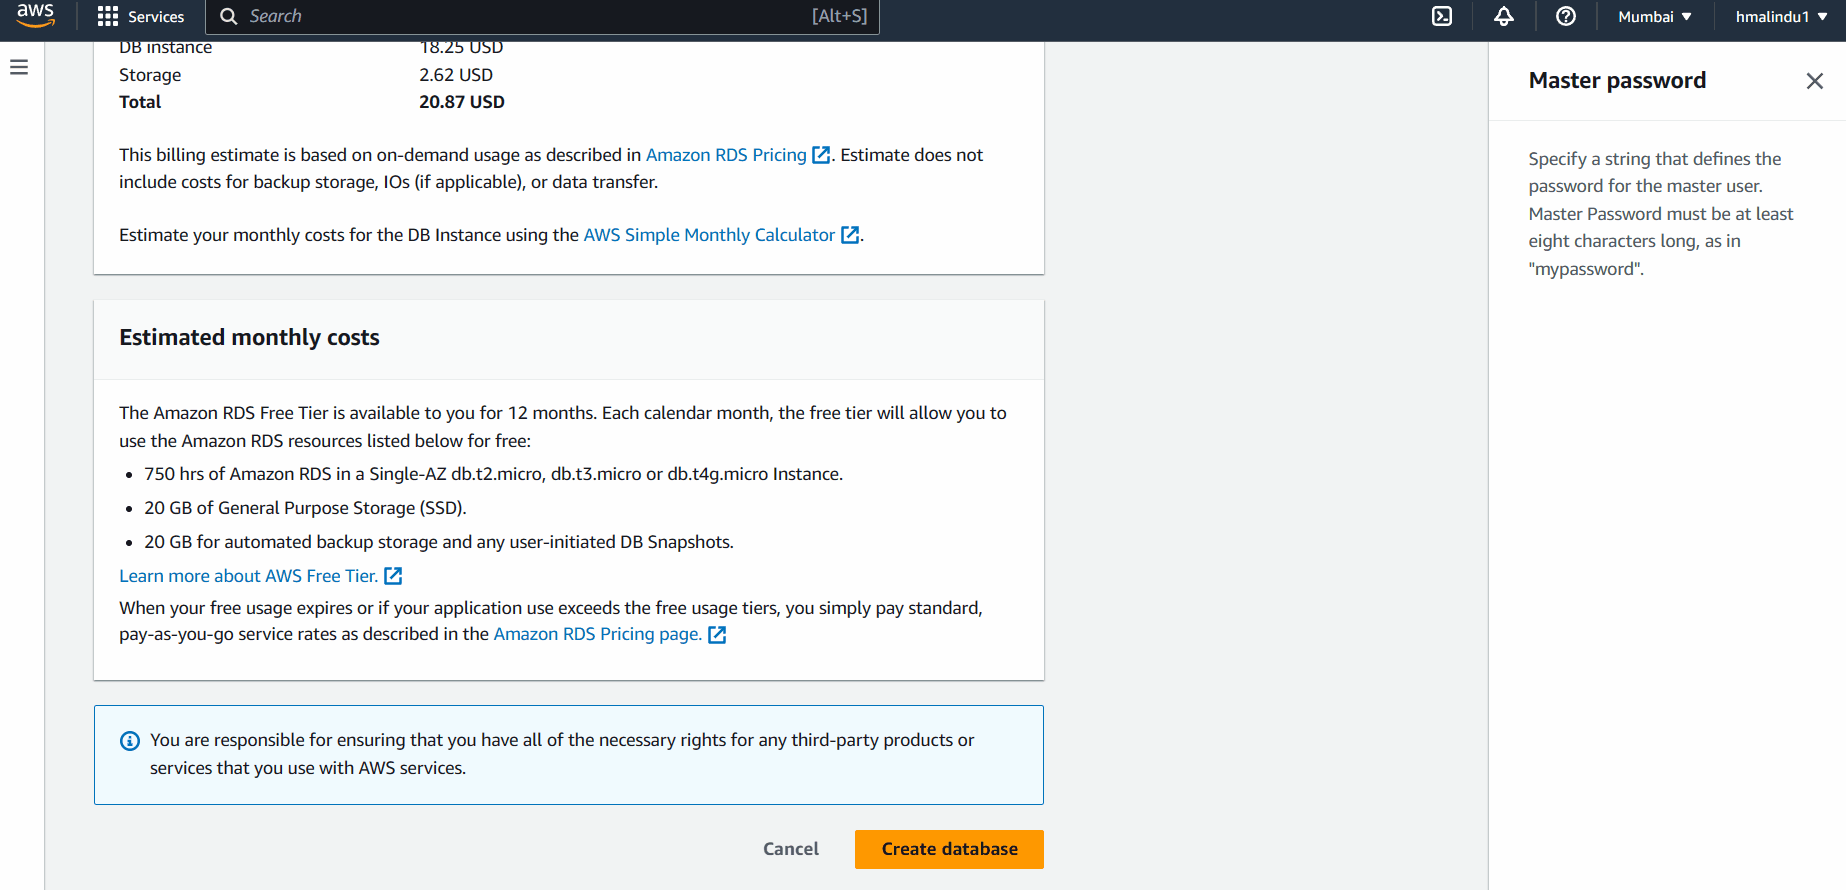 aws
Services
Search
[Alt+S]
Mumbai
hmalindu1
DB instance 18.25 USD
Storage 2.62 USD
Total 20.87 USD
This billing estimate is based on on-demand usage as described in Amazon RDS Pricing. Estimate does not
include costs for backup storage, IOs (if applicable), or data transfer.
Estimate your monthly costs for the DB Instance using the AWS Simple Monthly Calculator.
Estimated monthly costs
The Amazon RDS Free Tier is available to you for 12 months. Each calendar month, the free tier will allow you to
use the Amazon RDS resources listed below for free:
• 750 hrs of Amazon RDS in a Single-AZ db.t2.micro, db.t3.micro or db.t4g.micro Instance.
• 20 GB of General Purpose Storage (SSD).
• 20 GB for automated backup storage and any user-initiated DB Snapshots.
Learn more about AWS Free Tier.
When your free usage expires or if your application use exceeds the free usage tiers, you simply pay standard,
pay-as-you-go service rates as described in the Amazon RDS Pricing page.
You are responsible for ensuring that you have all of the necessary rights for any third-party products or
services that you use with AWS services.
Cancel
Create database
Master password
Specify a string that defines the
password for the master user.
Master Password must be at least
eight characters long, as in
"mypassword".